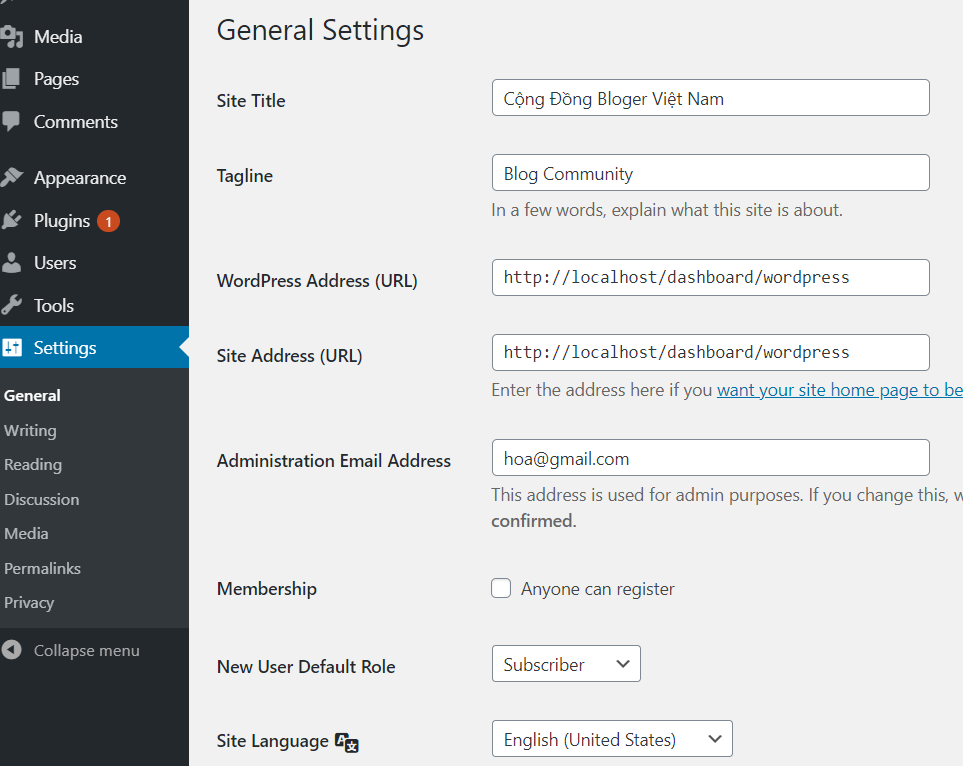 Media
Pages
Comments
Appearance
Plugins 1
Users
Tools
Settings
General
Writing
Reading
Discussion
Media
Permalinks
Privacy
Collapse menu
General Settings
Site Title
Cộng Đồng Bloger Việt Nam
Tagline
Blog Community
In a few words, explain what this site is about.
WordPress Address (URL)
http://localhost/dashboard/wordpress
Site Address (URL)
http://localhost/dashboard/wordpress
Enter the address here if you want your site home page to be
Administration Email Address
hoa@gmail.com
This address is used for admin purposes. If you change this, w
confirmed.
Membership
Anyone can register
New User Default Role
Subscriber
Site Language
English (United States)